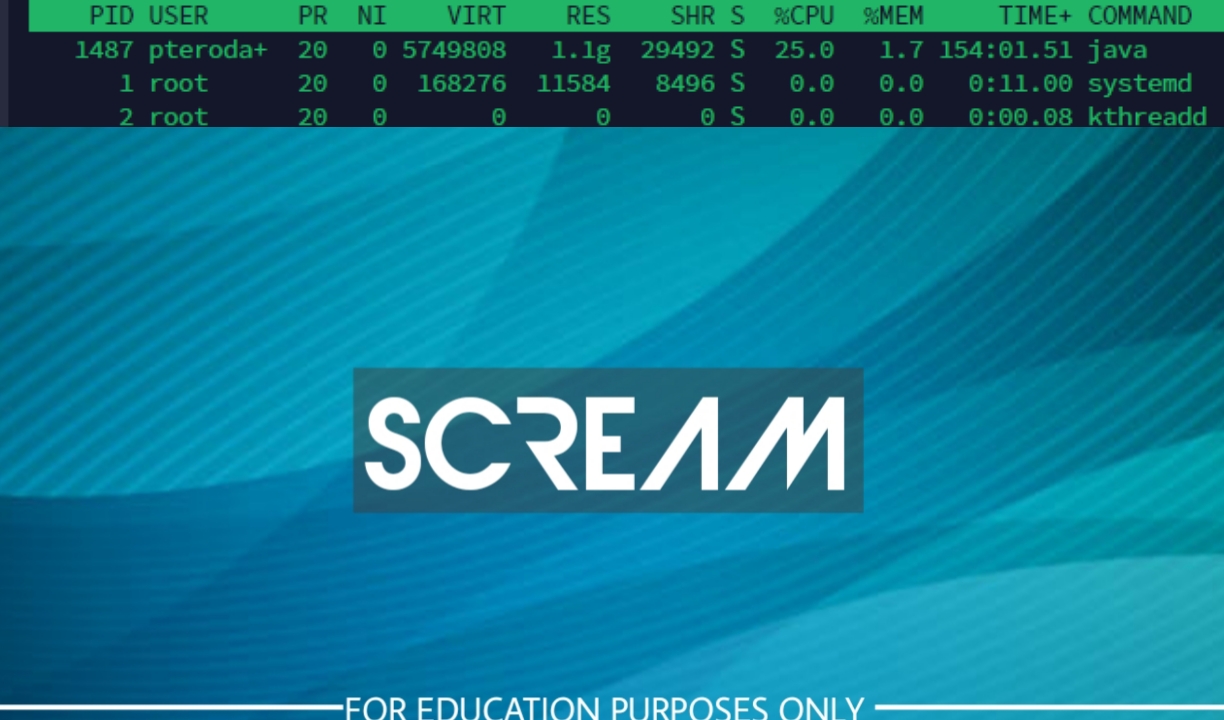 PID USER PR NI VIRT RES SHR S %CPU %MEM TIME+ COMMAND
1487 pteroda+ 20 0 5749808 1.1g 29492 S 25.0 1.7 154:01.51 java
1 root 20 0 168276 11584 8496 S 0.0 0.0 0:11.00 systemd
2 root 20 0 0 0 0 S 0.0 0.0 0:00.08 kthreadd
SCREAM
FOR EDUCATION PURPOSES ONLY